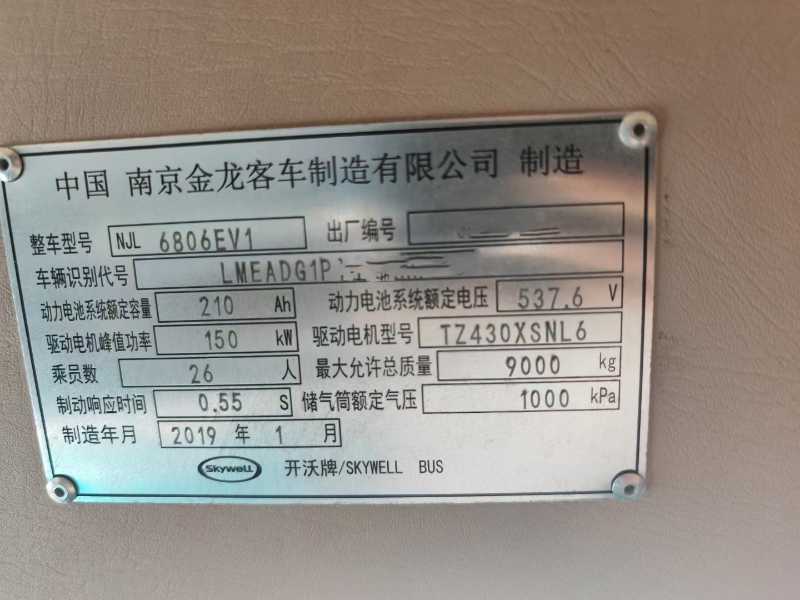 中国 南京金龙客车制造有限公司 制造
整车型号 NJL 6806EV1 出厂编号
车辆识别代号 LMEADG1P
动力电池系统额定容量 210 Ah 动力电池系统额定电压 537.6 V
驱动电机峰值功率 150 kW 驱动电机型号 TZ430XSNL6
乘员数 26 人 最大允许总质量 9000 kg
制动响应时间 0.55 S 储气筒额定气压 1000 kPa
制造年月 2019 年 1 月
Skywell 开沃牌/SKYWELL BUS